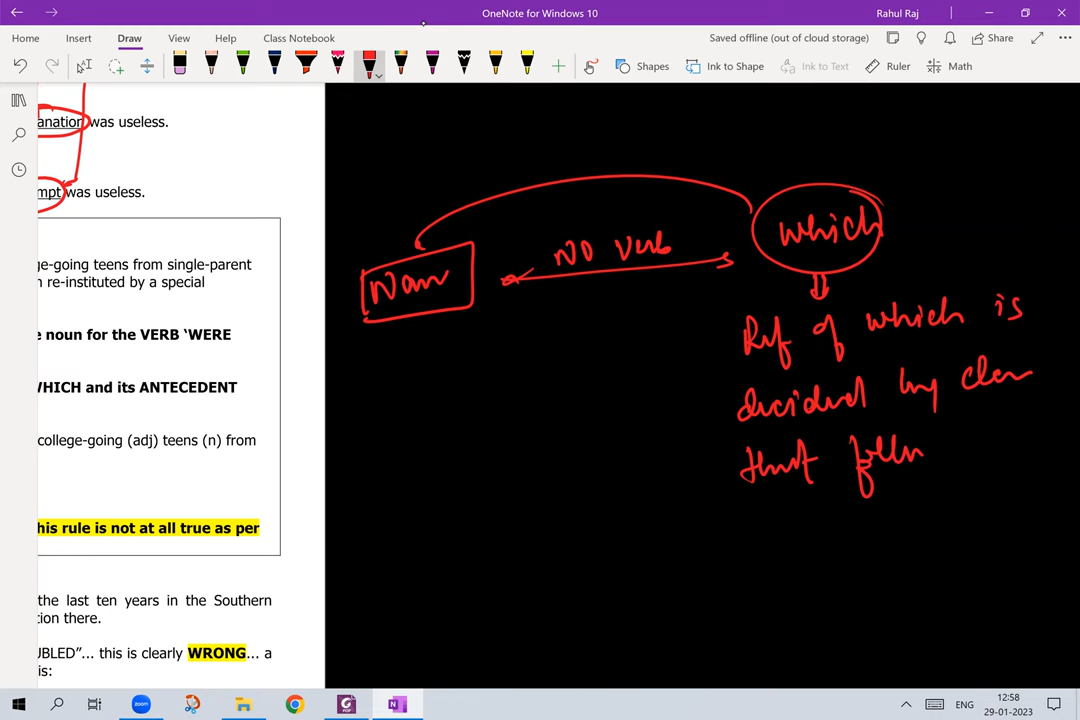 OneNote for Windows 10
Rahul Raj
Home Insert Draw View Help Class Notebook
Saved offline (out of cloud storage)
Share
Shapes Ink to Shape Ink to Text Ruler Math
anation was useless.
mpt was useless.
ge-going teens from single-parent
n re-instituted by a special
e noun for the VERB ‘WERE
WHICH and its ANTECEDENT
college-going (adj) teens (n) from
his rule is not at all true as per
the last ten years in the Southern
tion there.
UBLED”... this is clearly WRONG... a
is:
which
NO Verb
Noun
Ref of which is
decided by
that
ENG
12:58
29-01-2023